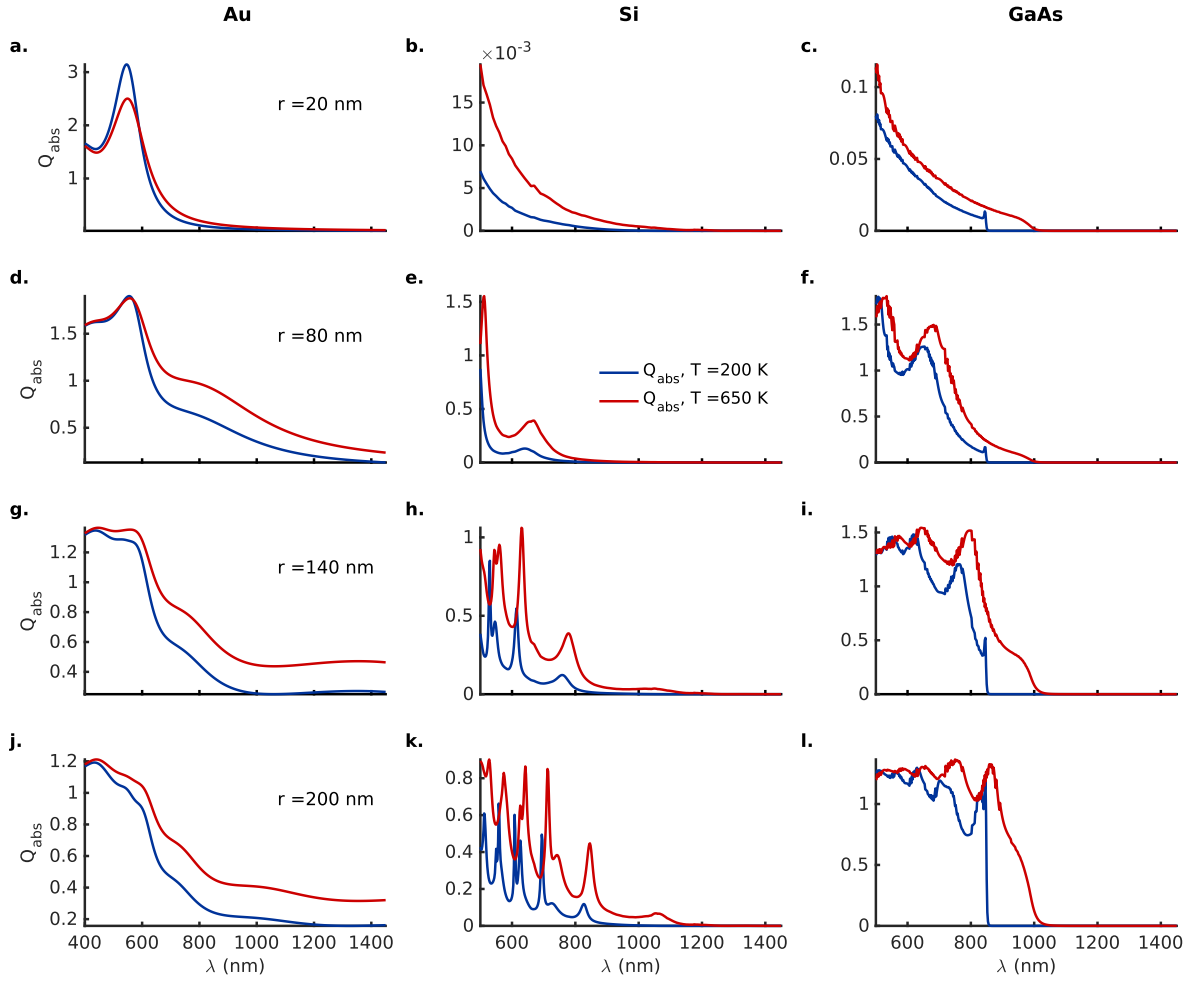 Au Si GaAs
a. b. c.
×10-3
3
2
1
Qabs
r =20 nm
15
10
5
0
0.1
0.05
0
d. e. f.
1.5
1
0.5
Qabs
r =80 nm
1.5
1
0.5
0
Qabs, T =200 K
Qabs, T =650 K
1.5
1
0.5
0
g. h. i.
1.2
1
0.8
0.6
0.4
Qabs
r =140 nm
1
0.5
0
1.5
1
0.5
0
j. k. l.
1.2
1
0.8
0.6
0.4
0.2
Qabs
r =200 nm
0.8
0.6
0.4
0.2
0
1
0.5
0
400 600 800 1000 1200 1400
600 800 1000 1200 1400
600 800 1000 1200 1400
λ (nm) λ (nm) λ (nm)